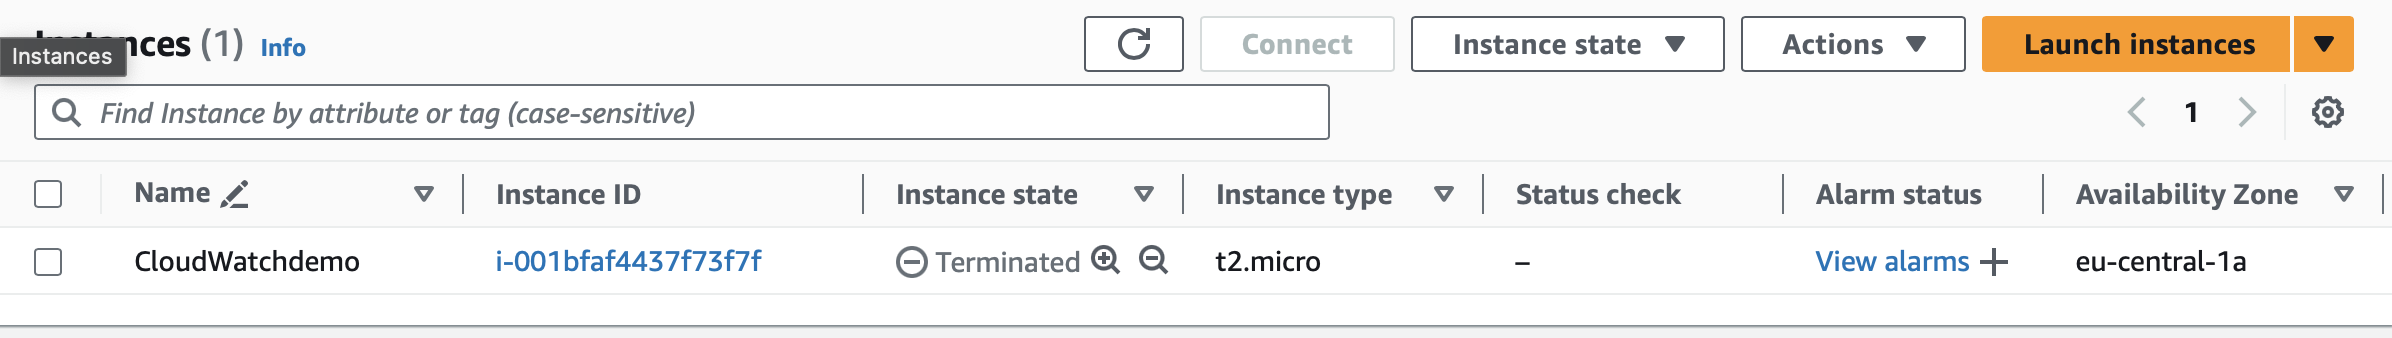 Instances (1) Info
Instances
Connect
Instance state
Actions
Launch instances
Find Instance by attribute or tag (case-sensitive)
1
Name Instance ID Instance state Instance type Status check Alarm status Availability Zone
CloudWatchdemo i-001bfaf4437f73f7f Terminated t2.micro – View alarms + eu-central-1a